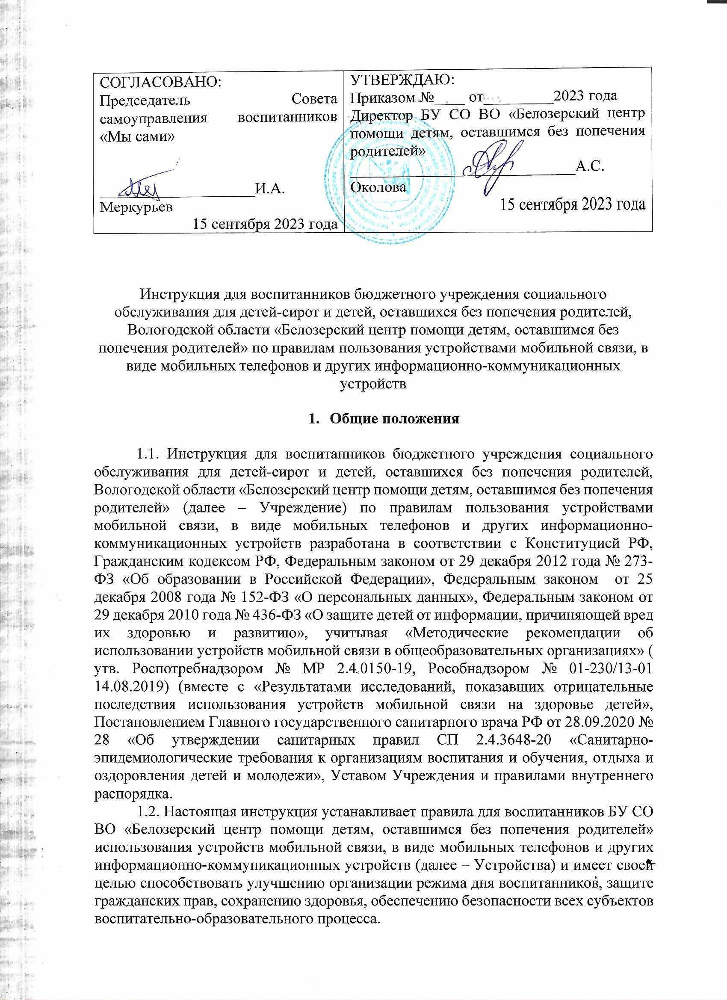 СОГЛАСОВАНО:
Председатель Совета
самоуправления воспитанников
«Мы сами»
И.А.
Меркурьев
15 сентября 2023 года
УТВЕРЖДАЮ:
Приказом №____ от_________2023 года
Директор БУ СО ВО «Белозерский центр
помощи детям, оставшимся без попечения
родителей»
А.С.
Околова
15 сентября 2023 года
Инструкция для воспитанников бюджетного учреждения социального
обслуживания для детей-сирот и детей, оставшихся без попечения родителей,
Вологодской области «Белозерский центр помощи детям, оставшимся без
попечения родителей» по правилам пользования устройствами мобильной связи, в
виде мобильных телефонов и других информационно-коммуникационных
устройств
1. Общие положения
1.1. Инструкция для воспитанников бюджетного учреждения социального
обслуживания для детей-сирот и детей, оставшихся без попечения родителей,
Вологодской области «Белозерский центр помощи детям, оставшимся без попечения
родителей» (далее – Учреждение) по правилам пользования устройствами
мобильной связи, в виде мобильных телефонов и других информационно-
коммуникационных устройств разработана в соответствии с Конституцией РФ,
Гражданским кодексом РФ, Федеральным законом от 29 декабря 2012 года № 273-
ФЗ «Об образовании в Российской Федерации», Федеральным законом от 25
декабря 2008 года № 152-ФЗ «О персональных данных», Федеральным законом от
29 декабря 2010 года № 436-ФЗ «О защите детей от информации, причиняющей вред
их здоровью и развитию», учитывая «Методические рекомендации об
использовании устройств мобильной связи в общеобразовательных организациях» (
утв. Роспотребнадзором № МР 2.4.0150-19, Рособнадзором № 01-230/13-01
14.08.2019) (вместе с «Результатами исследований, показавших отрицательные
последствия использования устройств мобильной связи на здоровье детей»,
Постановлением Главного государственного санитарного врача РФ от 28.09.2020 №
28 «Об утверждении санитарных правил СП 2.4.3648-20 «Санитарно-
эпидемиологические требования к организациям воспитания и обучения, отдыха и
оздоровления детей и молодежи», Уставом Учреждения и правилами внутреннего
распорядка.
1.2. Настоящая инструкция устанавливает правила для воспитанников БУ СО
ВО «Белозерский центр помощи детям, оставшимся без попечения родителей»
использования устройств мобильной связи, в виде мобильных телефонов и других
информационно-коммуникационных устройств (далее – Устройства) и имеет своей
целью способствовать улучшению организации режима дня воспитанников, защите
гражданских прав, сохранению здоровья, обеспечению безопасности всех субъектов
воспитательно-образовательного процесса.